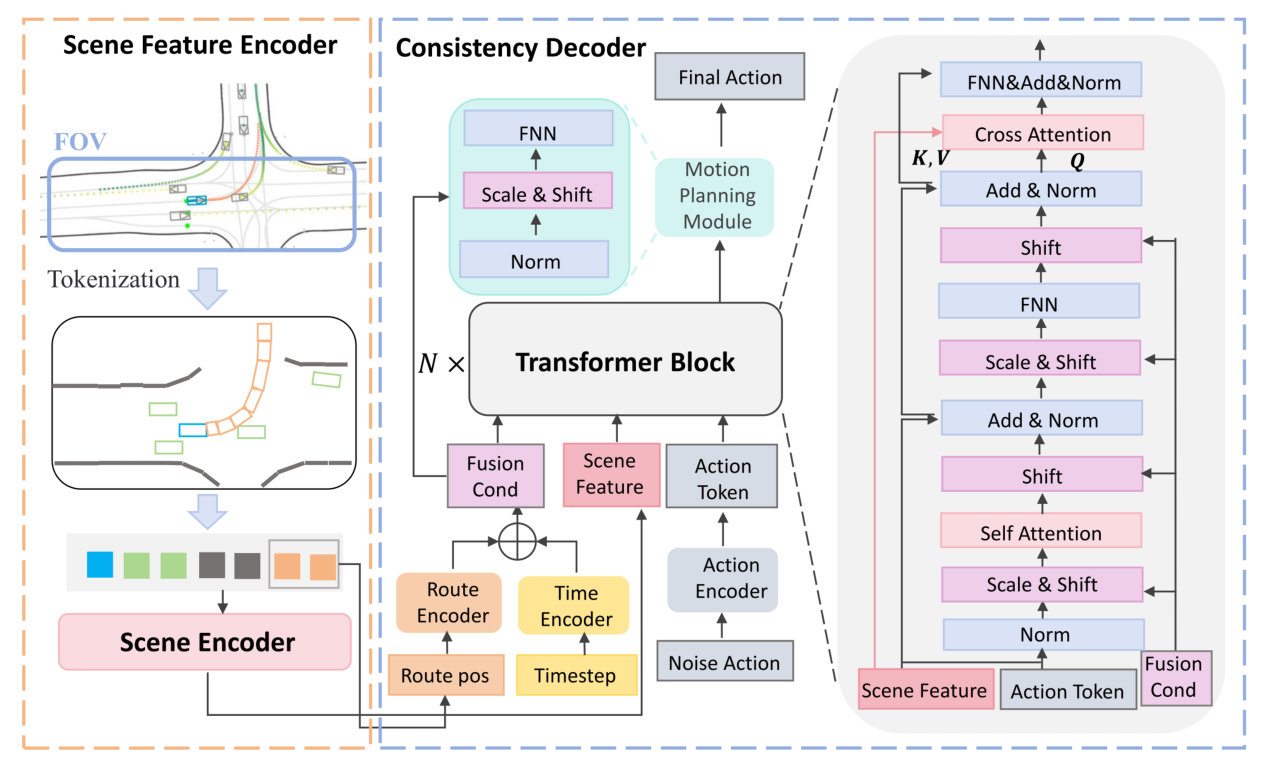 Scene Feature Encoder
FOV
Tokenization
Scene Encoder
Consistency Decoder
Final Action
FNN
Scale & Shift
Norm
Motion
Planning
Module
N ×
Transformer Block
Fusion
Cond
Scene
Feature
Action
Token
Route
Encoder
Time
Encoder
Action
Encoder
Route pos
Timestep
Noise Action
FNN&Add&Norm
Cross Attention
K, V
Q
Add & Norm
Shift
FNN
Scale & Shift
Add & Norm
Shift
Self Attention
Scale & Shift
Norm
Scene Feature
Action Token
Fusion
Cond